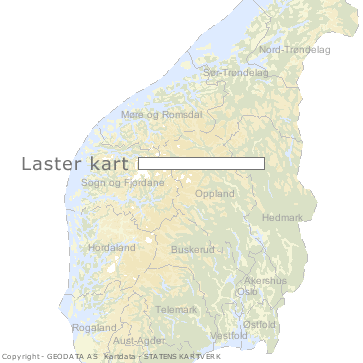 Nord-Trøndelag
Sør-Trøndelag
Møre og Romsdal
Laster kart
Sogn og Fjordane
Oppland
Hedmark
Hordaland
Buskerud
Akershus
Oslo
Telemark
Østfold
Rogaland
Vestfold
Aust-Agder
Copyright - GEODATA AS Kartdata - STATENS KARTVERK